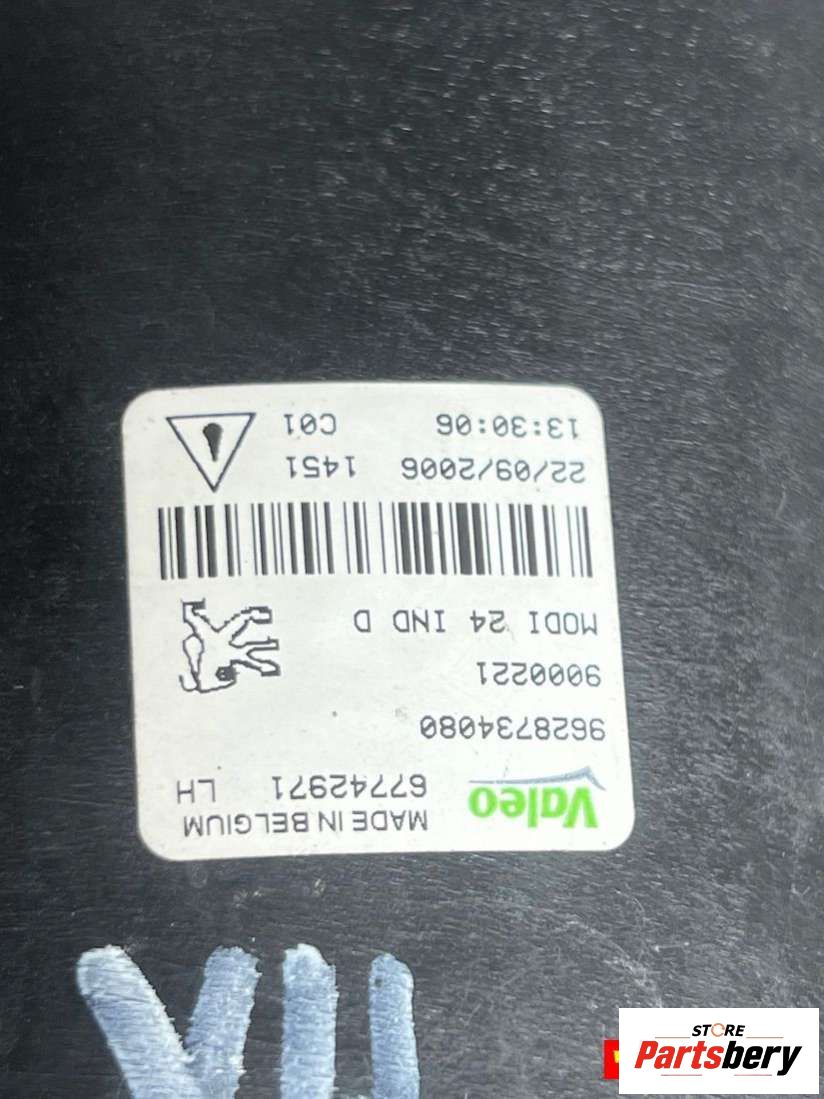 Valeo MADE IN BELGIUM
67742971 LH
9628734080
9000221
MODI 24 IND D
22/09/2006 1451
13:30:06 C01
STORE
Partsbery